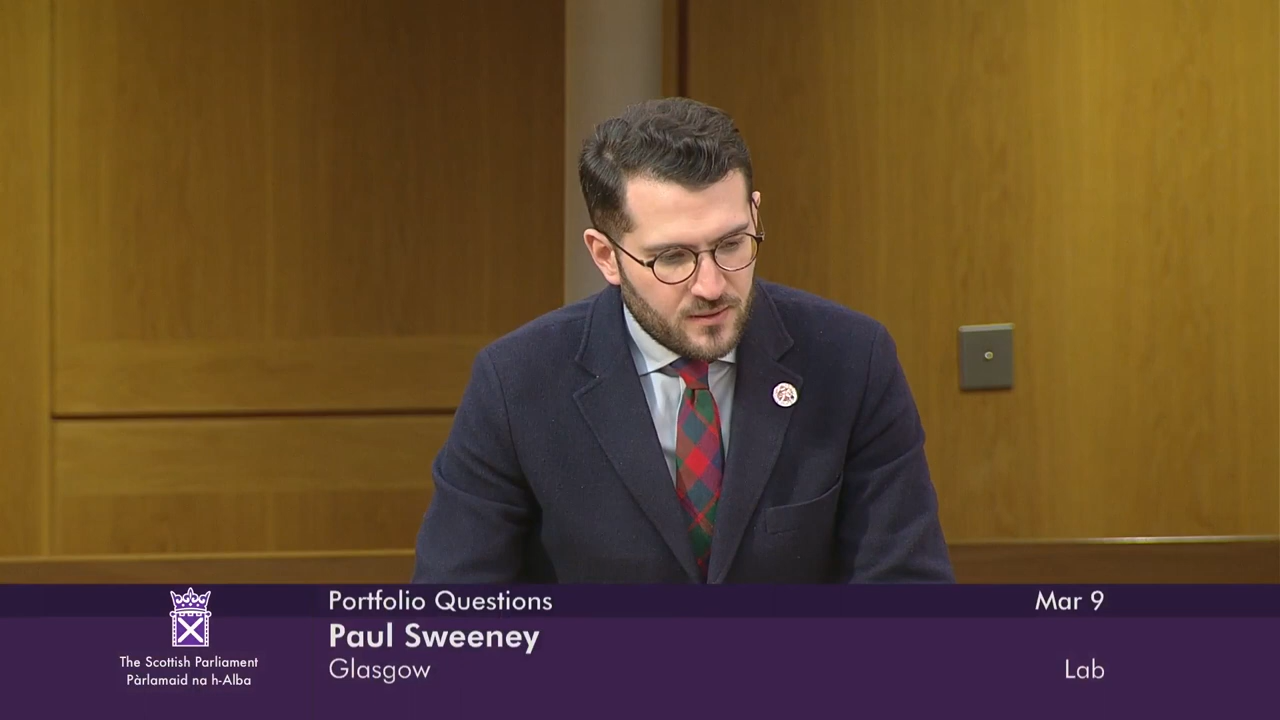 Portfolio Questions
Mar 9
Paul Sweeney
Glasgow
Lab
The Scottish Parliament
Pàrlamaid na h-Alba